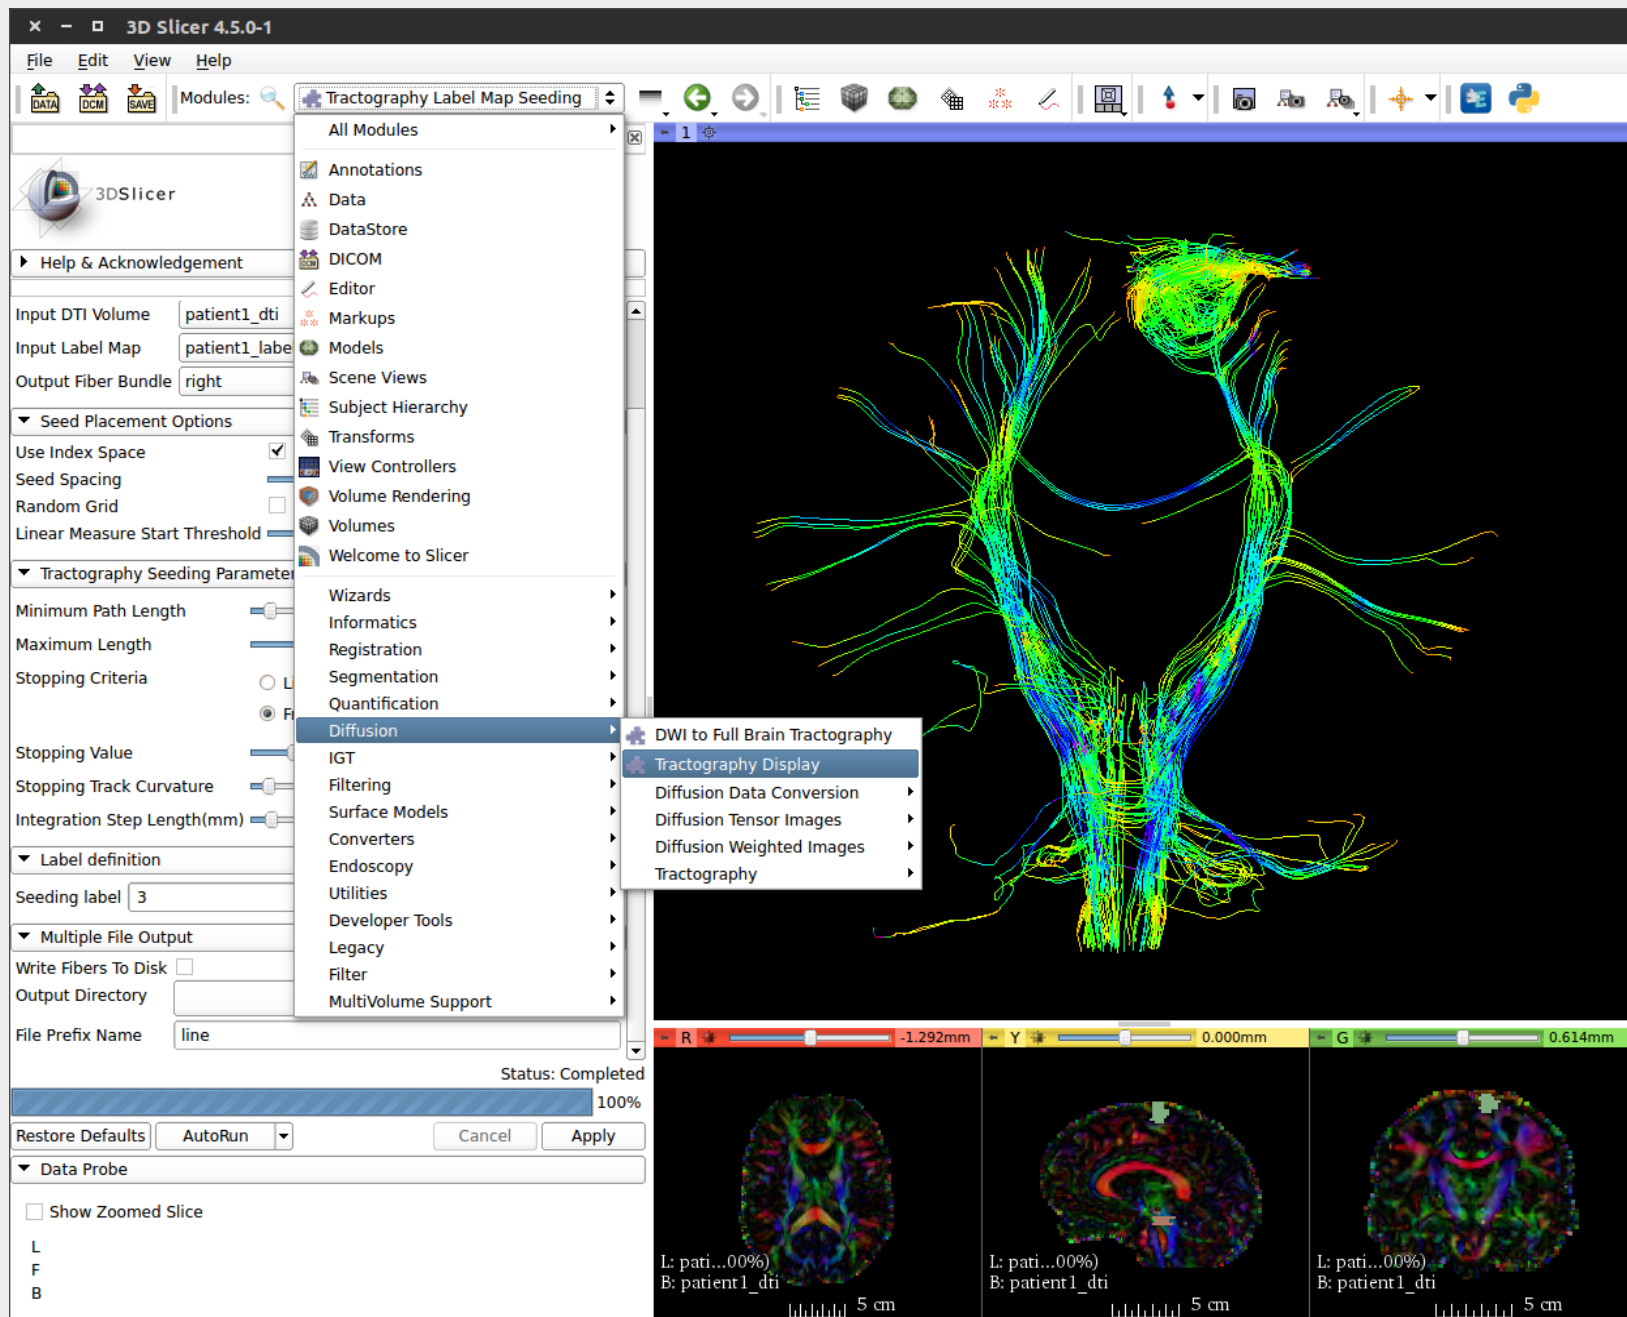 3D Slicer 4.5.0-1
File Edit View Help
DATA DCM SAVE Modules: Tractography Label Map Seeding
All Modules
Annotations
Data
DataStore
DICOM
Editor
Markups
Models
Scene Views
Subject Hierarchy
Transforms
View Controllers
Volume Rendering
Volumes
Welcome to Slicer
Wizards
Informatics
Registration
Segmentation
Quantification
Diffusion
IGT
Filtering
Surface Models
Converters
Endoscopy
Utilities
Developer Tools
Legacy
Filter
MultiVolume Support
DWI to Full Brain Tractography
Tractography Display
Diffusion Data Conversion
Diffusion Tensor Images
Diffusion Weighted Images
Tractography
3DSlicer
Help & Acknowledgement
Input DTI Volume patient1_dti
Input Label Map patient1_labe
Output Fiber Bundle right
Seed Placement Options
Use Index Space
Seed Spacing
Random Grid
Linear Measure Start Threshold
Tractography Seeding Parameter
Minimum Path Length
Maximum Length
Stopping Criteria Li
Fr
Stopping Value
Stopping Track Curvature
Integration Step Length(mm)
Label definition
Seeding label 3
Multiple File Output
Write Fibers To Disk
Output Directory
File Prefix Name line
Status: Completed
100%
Restore Defaults AutoRun Cancel Apply
Data Probe
Show Zoomed Slice
L
F
B
1
R -1.292mm
L: pati...00%)
B: patient1_dti
5 cm
Y 0.000mm
L: pati...00%)
B: patient1_dti
5 cm
G 0.614mm
L: pati...00%)
B: patient1_dti
5 cm